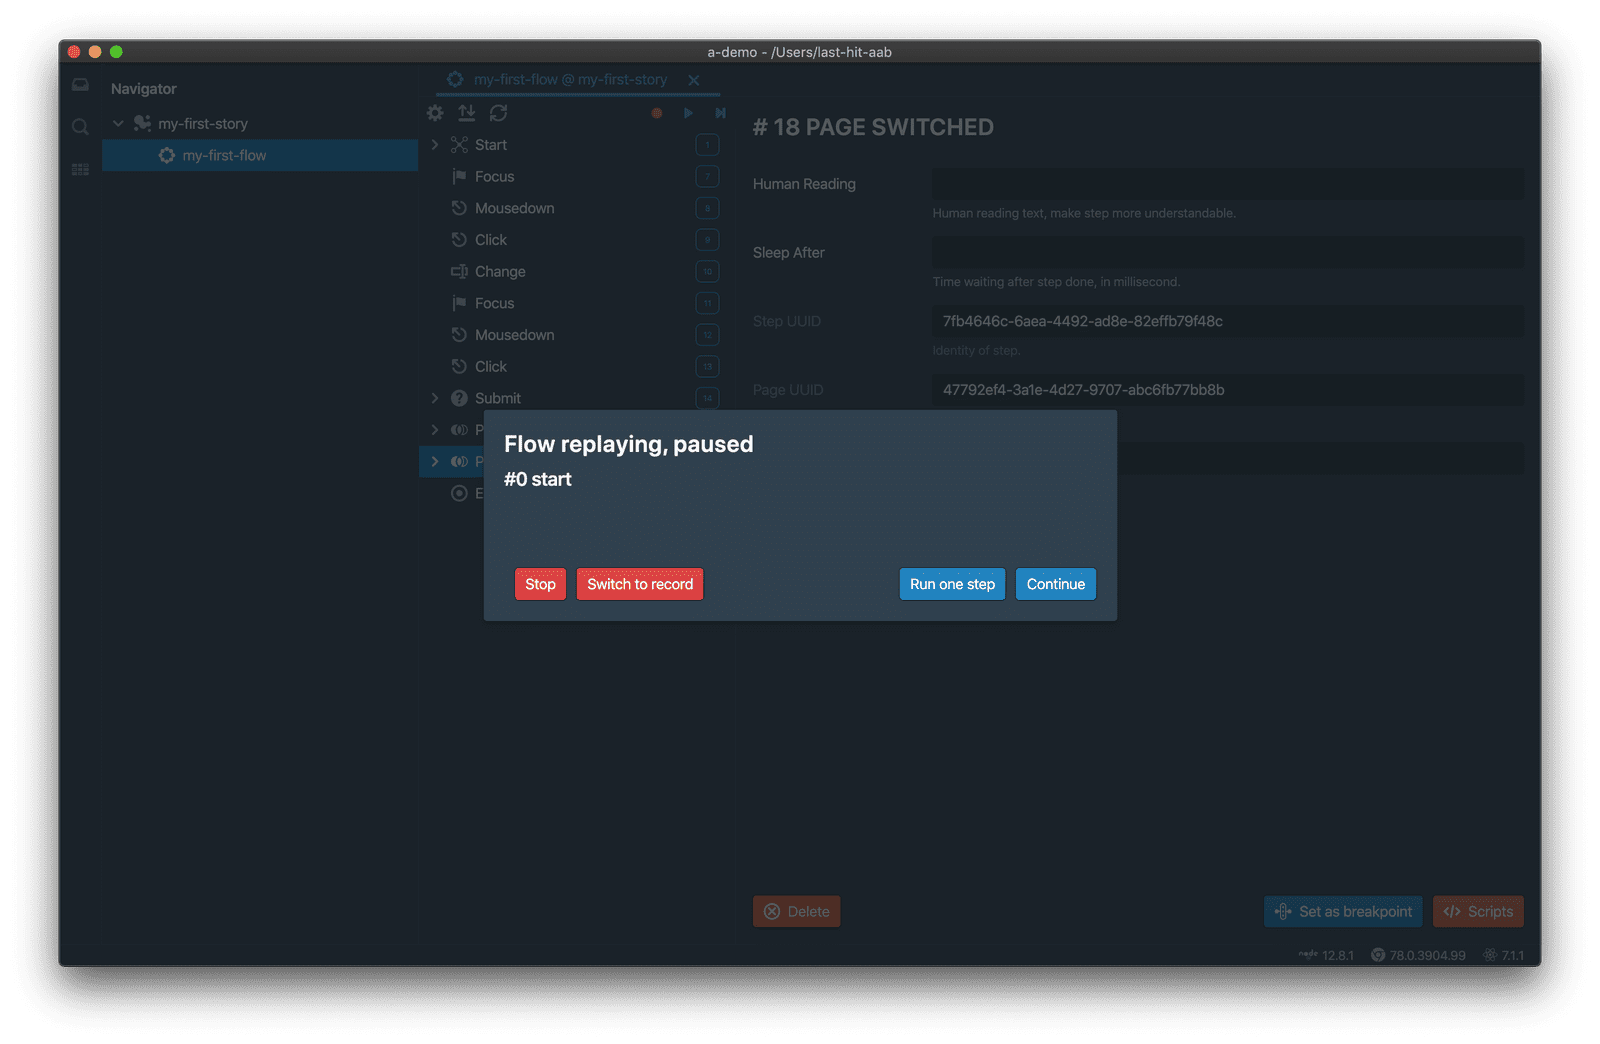 a-demo - /Users/last-hit-aab
Navigator
my-first-story
my-first-flow
my-first-flow @ my-first-story
Start 1
Focus 7
Mousedown 8
Click 9
Change 10
Focus 11
Mousedown 12
Click 13
Submit 14
P
P
E
# 18 PAGE SWITCHED
Human Reading
Human reading text, make step more understandable.
Sleep After
Time waiting after step done, in millisecond.
Step UUID 7fb4646c-6aea-4492-ad8e-82effb79f48c
Identity of step.
Page UUID 47792ef4-3a1e-4d27-9707-abc6fb77bb8b
Flow replaying, paused
#0 start
Stop Switch to record Run one step Continue
Delete Set as breakpoint </> Scripts
node 12.8.1 78.0.3904.99 7.1.1